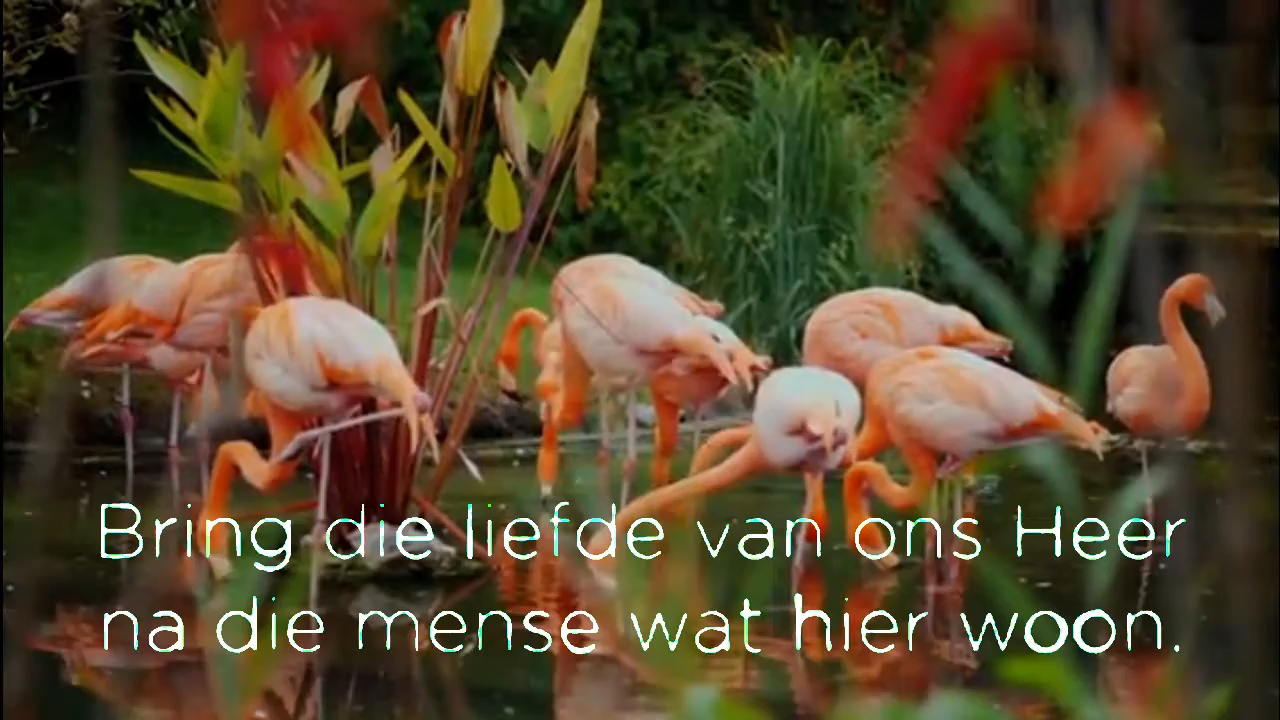 Bring die liefde van ons Heer
na die mense wat hier woon.